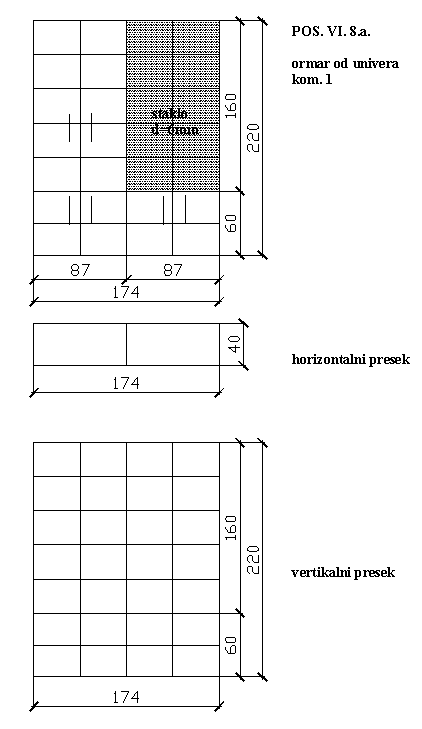 POS. VI. 8.a.
ormar od univera
kom. 1
staklo
d=6mm
160
220
60
87
87
174
40
horizontalni presek
174
160
220
vertikalni presek
60
174